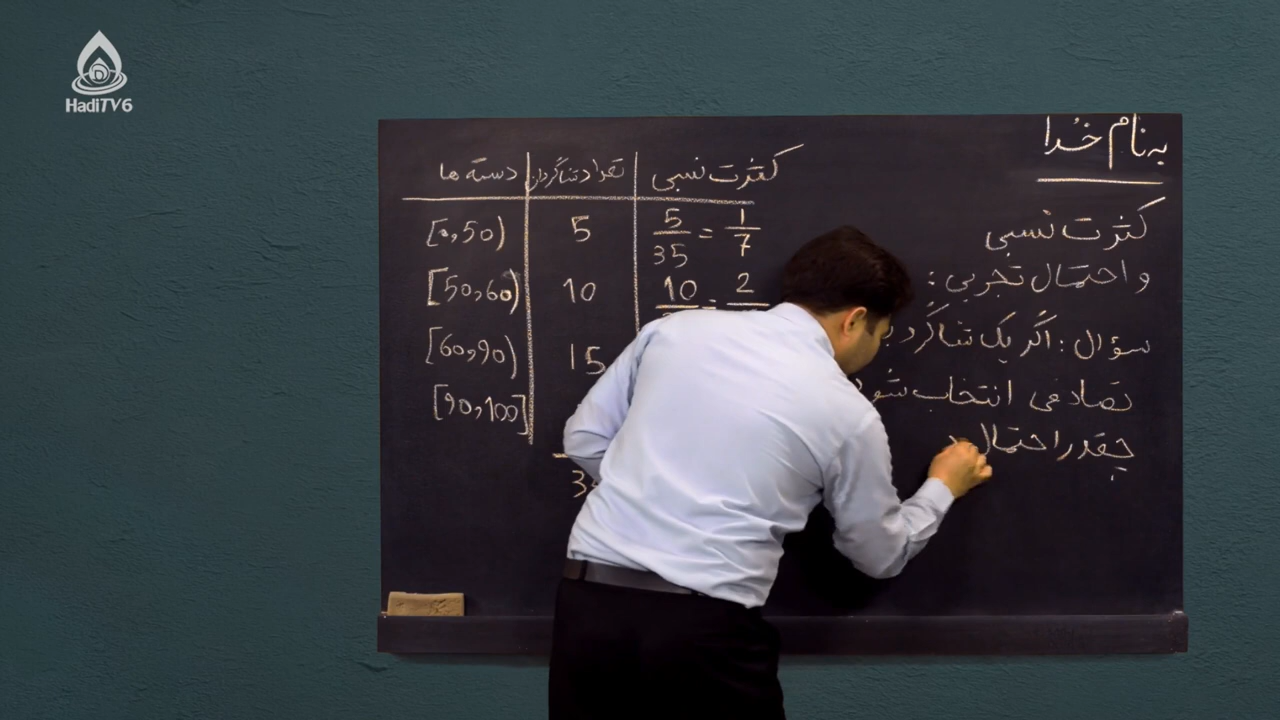 HadiTV6
به نام خُدا
کثرت نسبی
و احتمال تجربی :
سؤال : اگر یک شاگرد
تصادفی انتخاب شود
چقدر احتمال
دسته ها تعداد شاگردان کثرت نسبی
[0,50) 5 5/35 = 1/7
[50,60) 10 10 = 2
[60,90) 15
[90,100]